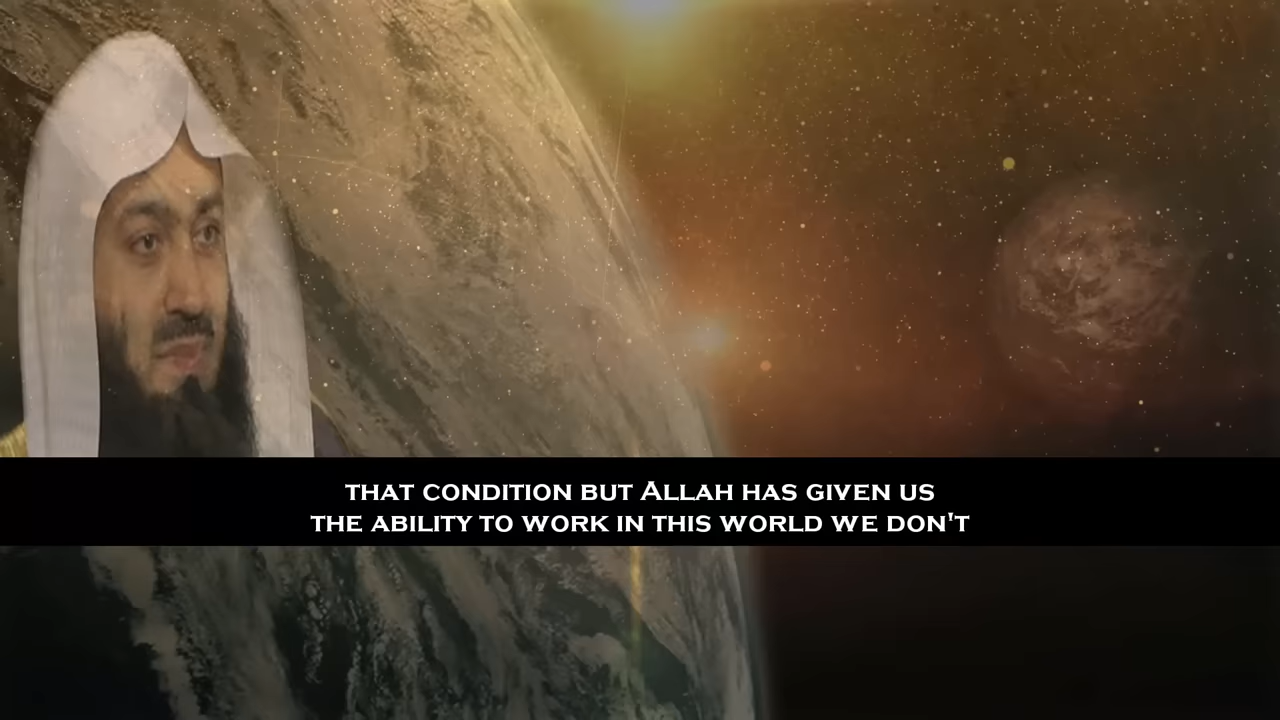 THAT CONDITION BUT ALLAH HAS GIVEN US
THE ABILITY TO WORK IN THIS WORLD WE DON'T